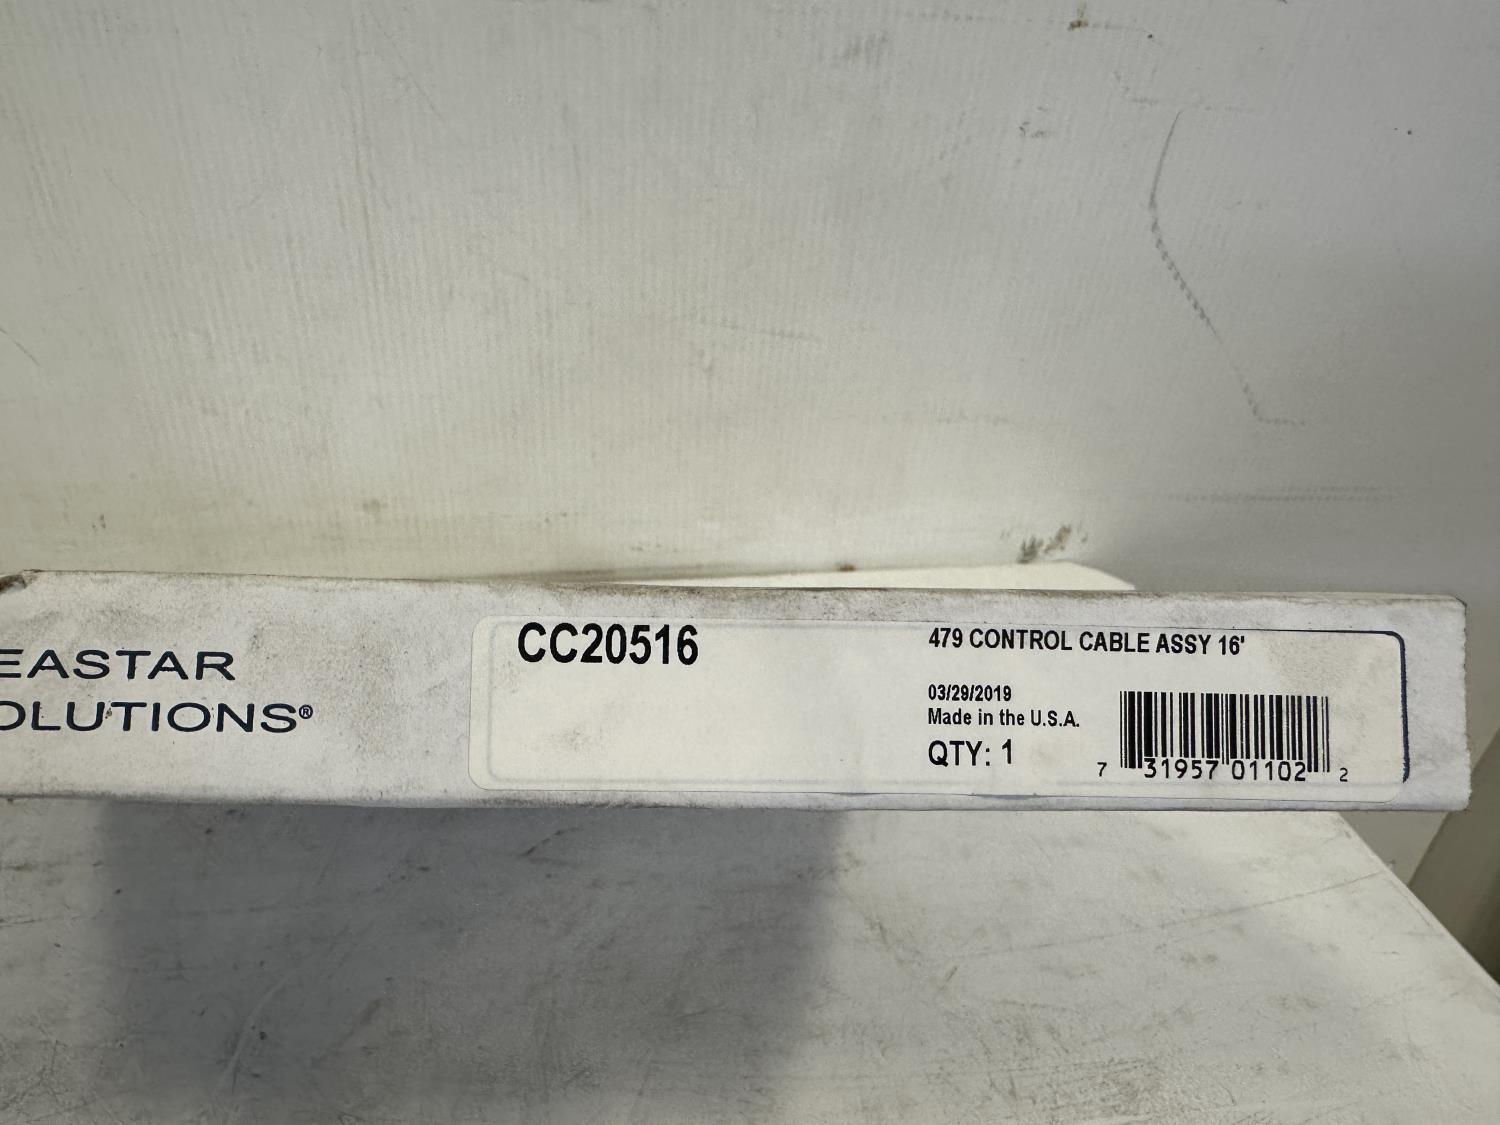 EASTAR
OLUTIONS®
CC20516
479 CONTROL CABLE ASSY 16'
03/29/2019
Made in the U.S.A.
QTY: 1
7 31957 01102 2